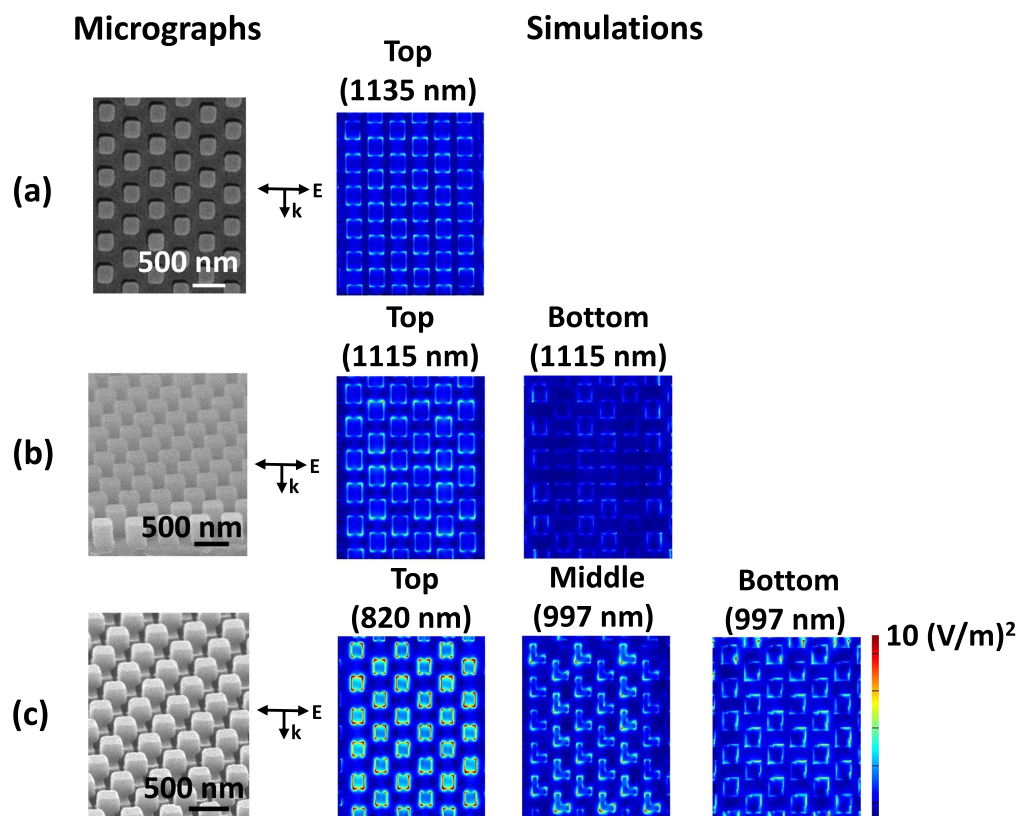 Micrographs
Simulations
Top
(1135 nm)
(a)
500 nm
E
k
Top
(1115 nm)
Bottom
(1115 nm)
(b)
500 nm
E
k
Top
(820 nm)
Middle
(997 nm)
Bottom
(997 nm)
10 (V/m)²
(c)
500 nm
E
k